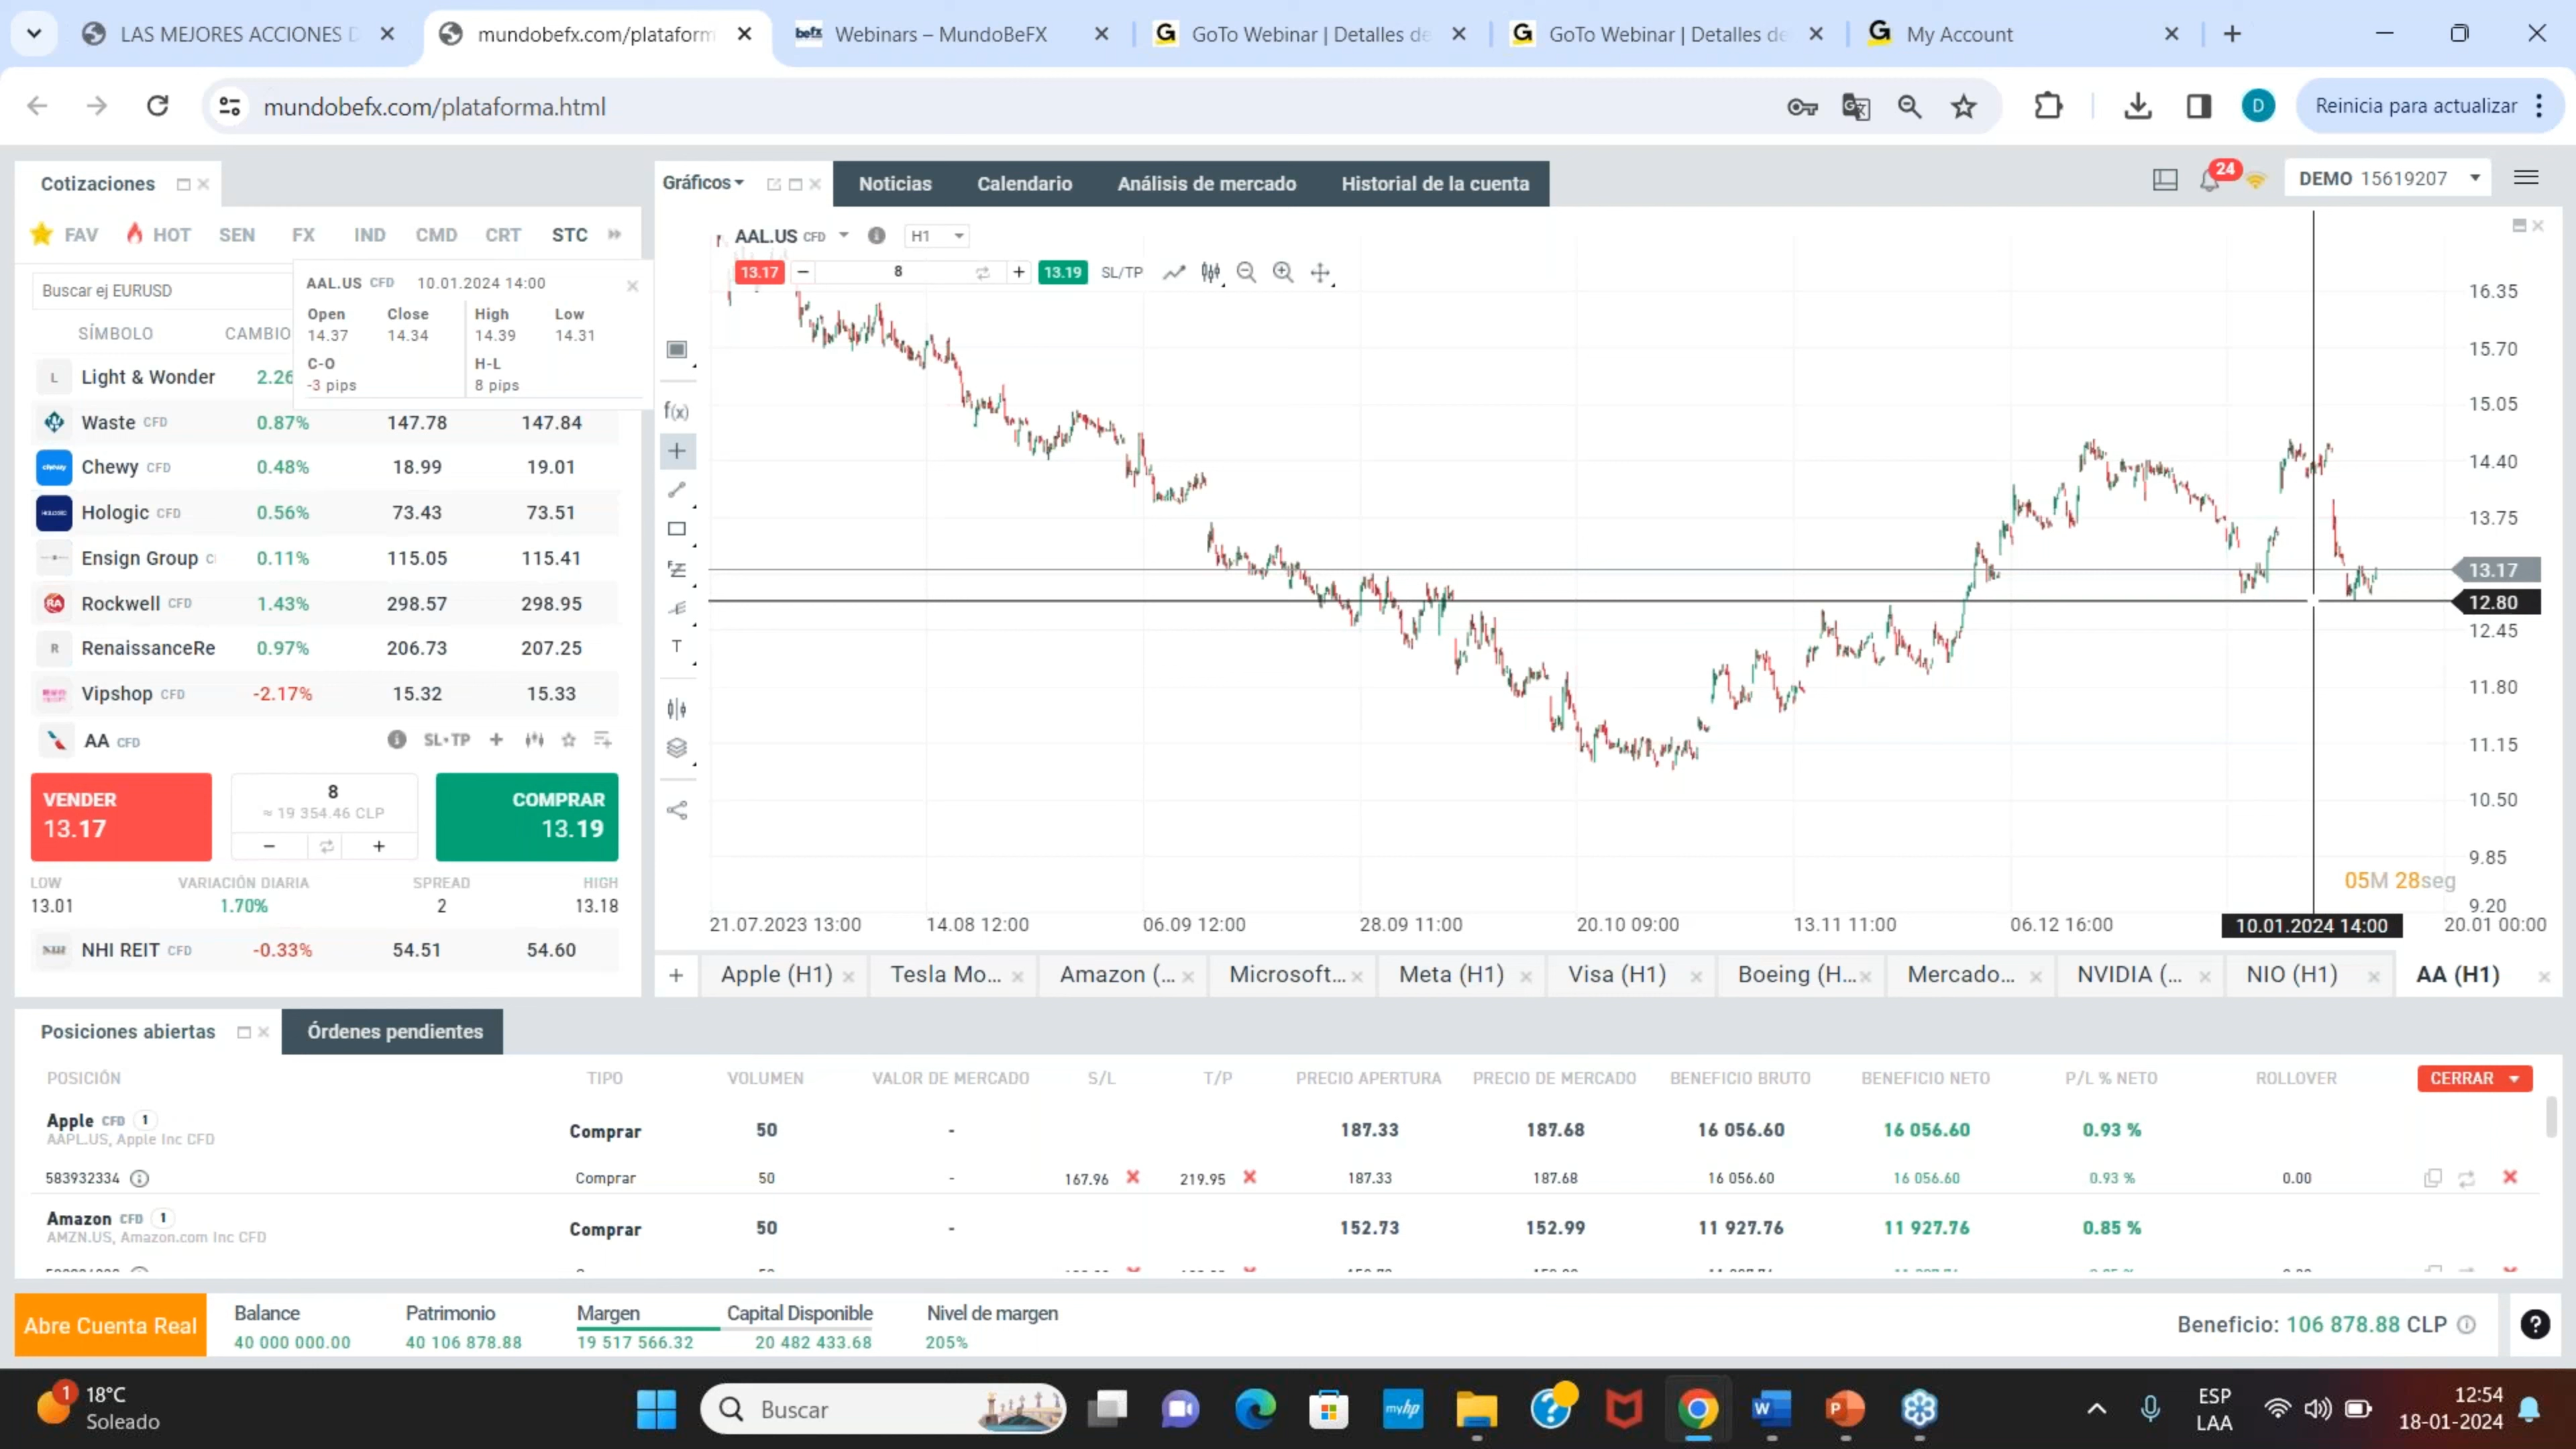 LAS MEJORES ACCIONES D
mundobefx.com/plataform
befx Webinars – MundoBeFX
GoTo Webinar | Detalles de
GoTo Webinar | Detalles de
My Account
mundobefx.com/plataforma.html
D
Reinicia para actualizar
Cotizaciones
Gráficos
Noticias
Calendario
Análisis de mercado
Historial de la cuenta
24
DEMO 15619207
FAV HOT SEN FX IND CMD CRT STC
Buscar ej EURUSD
SÍMBOLO CAMBIO
AAL.US CFD 10.01.2024 14:00
Open Close High Low
14.37 14.34 14.39 14.31
C-O H-L
-3 pips 8 pips
L Light & Wonder 2.26
Waste CFD 0.87% 147.78 147.84
chewy Chewy CFD 0.48% 18.99 19.01
HOLOGIC Hologic CFD 0.56% 73.43 73.51
Ensign Group C 0.11% 115.05 115.41
RA Rockwell CFD 1.43% 298.57 298.95
R RenaissanceRe 0.97% 206.73 207.25
Vipshop CFD -2.17% 15.32 15.33
AA CFD SL•TP
VENDER
13.17
8
≈ 19 354.46 CLP
COMPRAR
13.19
LOW VARIACIÓN DIARIA SPREAD HIGH
13.01 1.70% 2 13.18
NHI NHI REIT CFD -0.33% 54.51 54.60
AAL.US CFD H1
13.17 8 13.19 SL/TP
f(x)
T
16.35
15.70
15.05
14.40
13.75
13.17
12.80
12.45
11.80
11.15
10.50
9.85
05M 28seg
9.20
21.07.2023 13:00 14.08 12:00 06.09 12:00 28.09 11:00 20.10 09:00 13.11 11:00 06.12 16:00 10.01.2024 14:00 20.01 00:00
Apple (H1) Tesla Mo... Amazon (... Microsoft... Meta (H1) Visa (H1) Boeing (H... Mercado... NVIDIA (... NIO (H1) AA (H1)
Posiciones abiertas Órdenes pendientes
POSICIÓN TIPO VOLUMEN VALOR DE MERCADO S/L T/P PRECIO APERTURA PRECIO DE MERCADO BENEFICIO BRUTO BENEFICIO NETO P/L % NETO ROLLOVER CERRAR
Apple CFD 1 Comprar 50 - 187.33 187.68 16 056.60 16 056.60 0.93 %
AAPL.US, Apple Inc CFD
583932334 Comprar 50 - 167.96 219.95 187.33 187.68 16 056.60 16 056.60 0.93 % 0.00
Amazon CFD 1 Comprar 50 - 152.73 152.99 11 927.76 11 927.76 0.85 %
AMZN.US, Amazon.com Inc CFD
Abre Cuenta Real
Balance Patrimonio Margen Capital Disponible Nivel de margen
40 000 000.00 40 106 878.88 19 517 566.32 20 482 433.68 205%
Beneficio: 106 878.88 CLP
?
1
18°C
Soleado
Buscar
myhp
ESP
LAA
12:54
18-01-2024